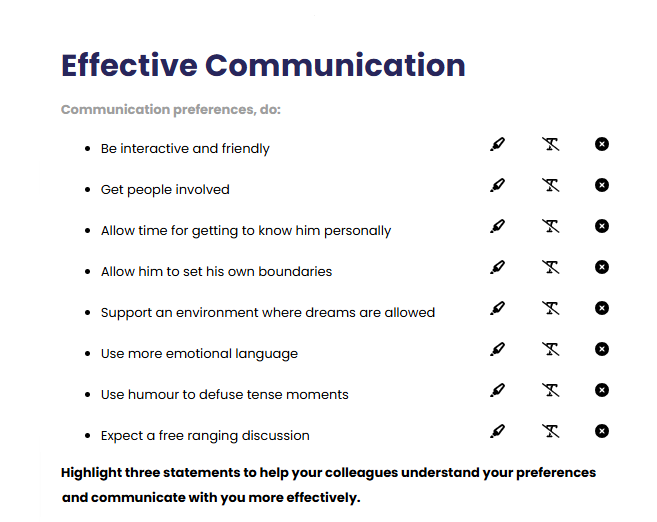 Effective Communication
Communication preferences, do:
• Be interactive and friendly
• Get people involved
• Allow time for getting to know him personally
• Allow him to set his own boundaries
• Support an environment where dreams are allowed
• Use more emotional language
• Use humour to defuse tense moments
• Expect a free ranging discussion
Highlight three statements to help your colleagues understand your preferences
and communicate with you more effectively.